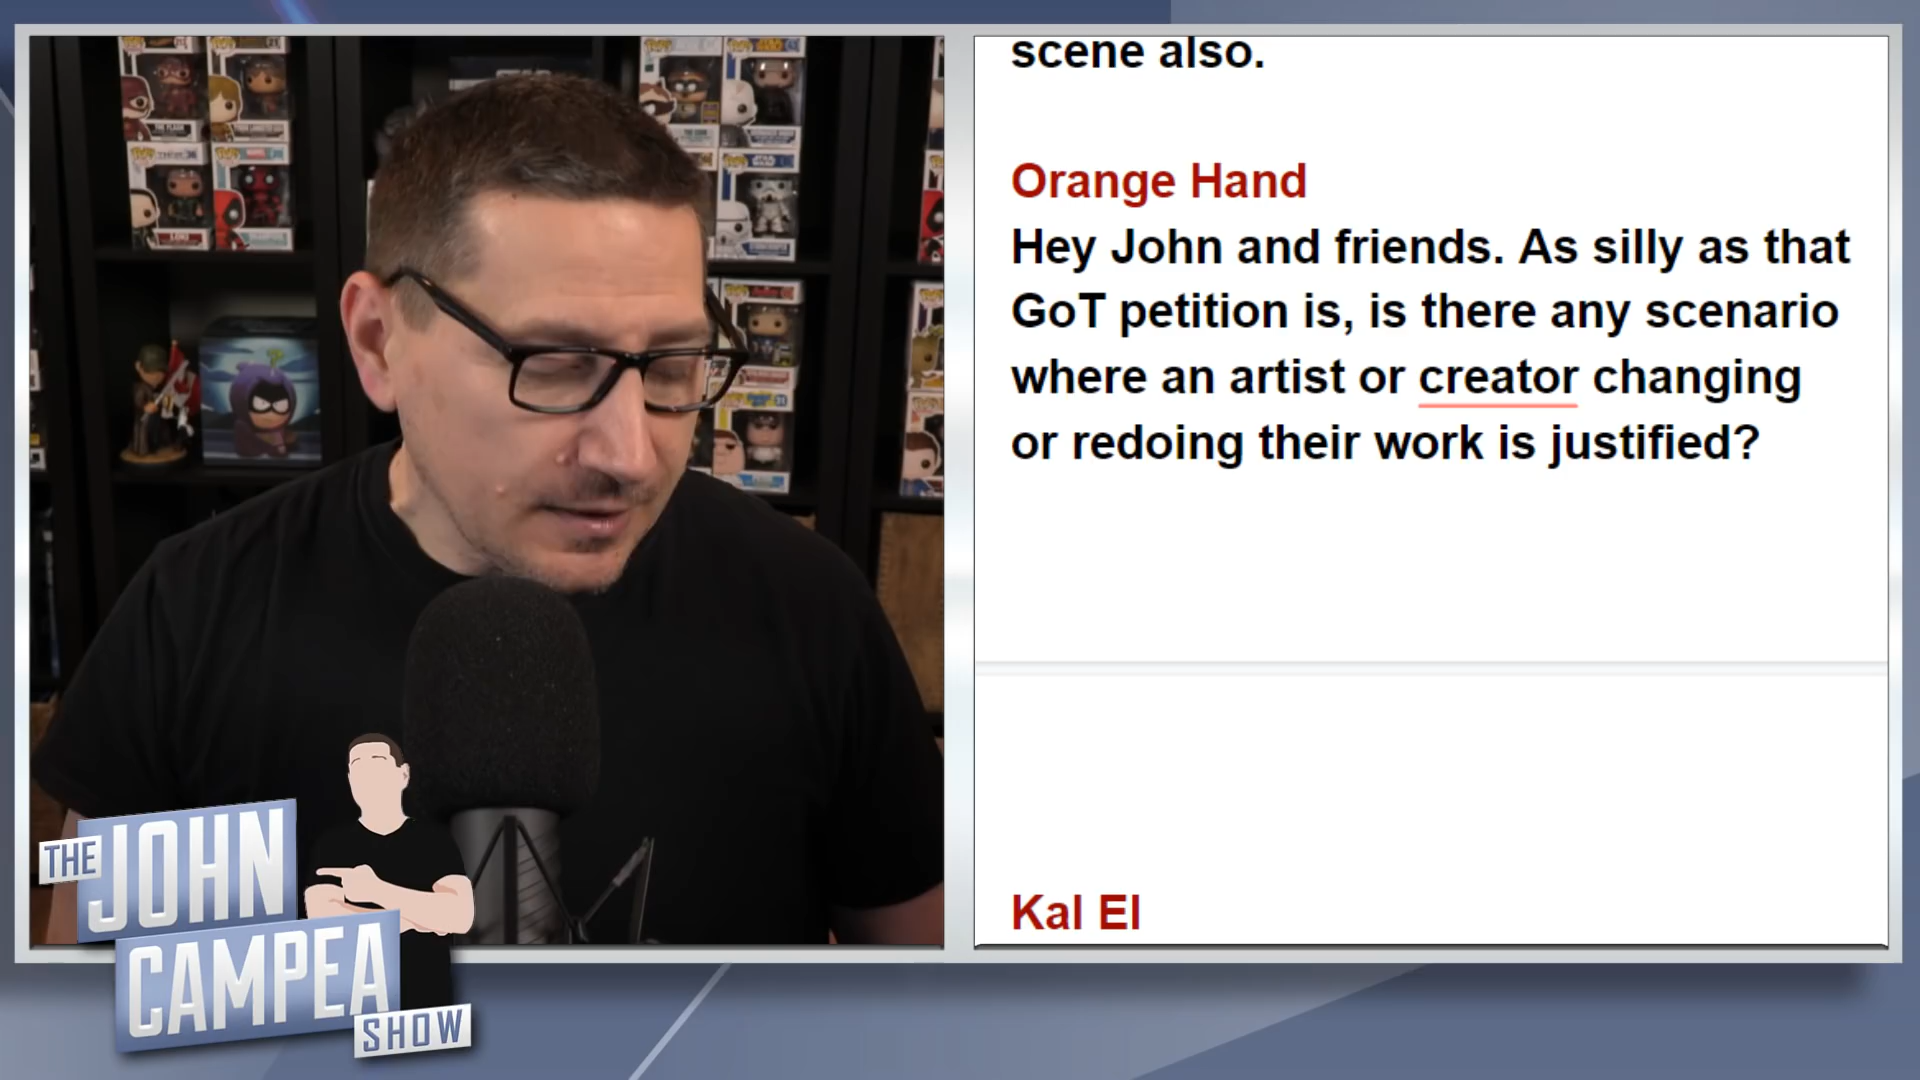 scene also.
Orange Hand
Hey John and friends. As silly as that
GoT petition is, is there any scenario
where an artist or creator changing
or redoing their work is justified?
Kal El
THE
JOHN
CAMPEA
SHOW